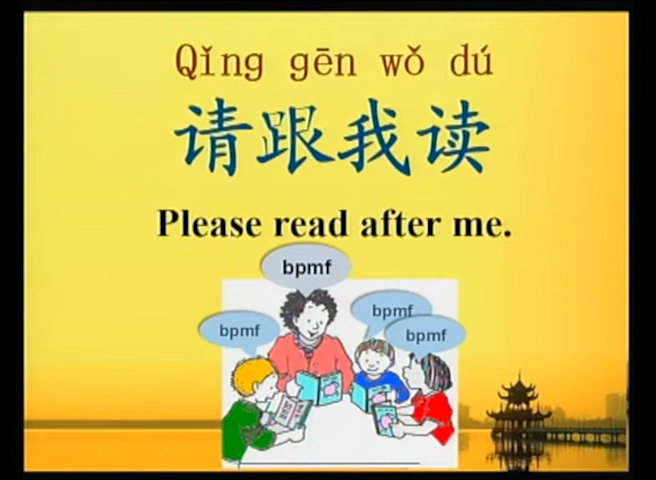 Qǐng gēn wǒ dú
请跟我读
Please read after me.
bpmf
bpmf
bpmf
bpmf